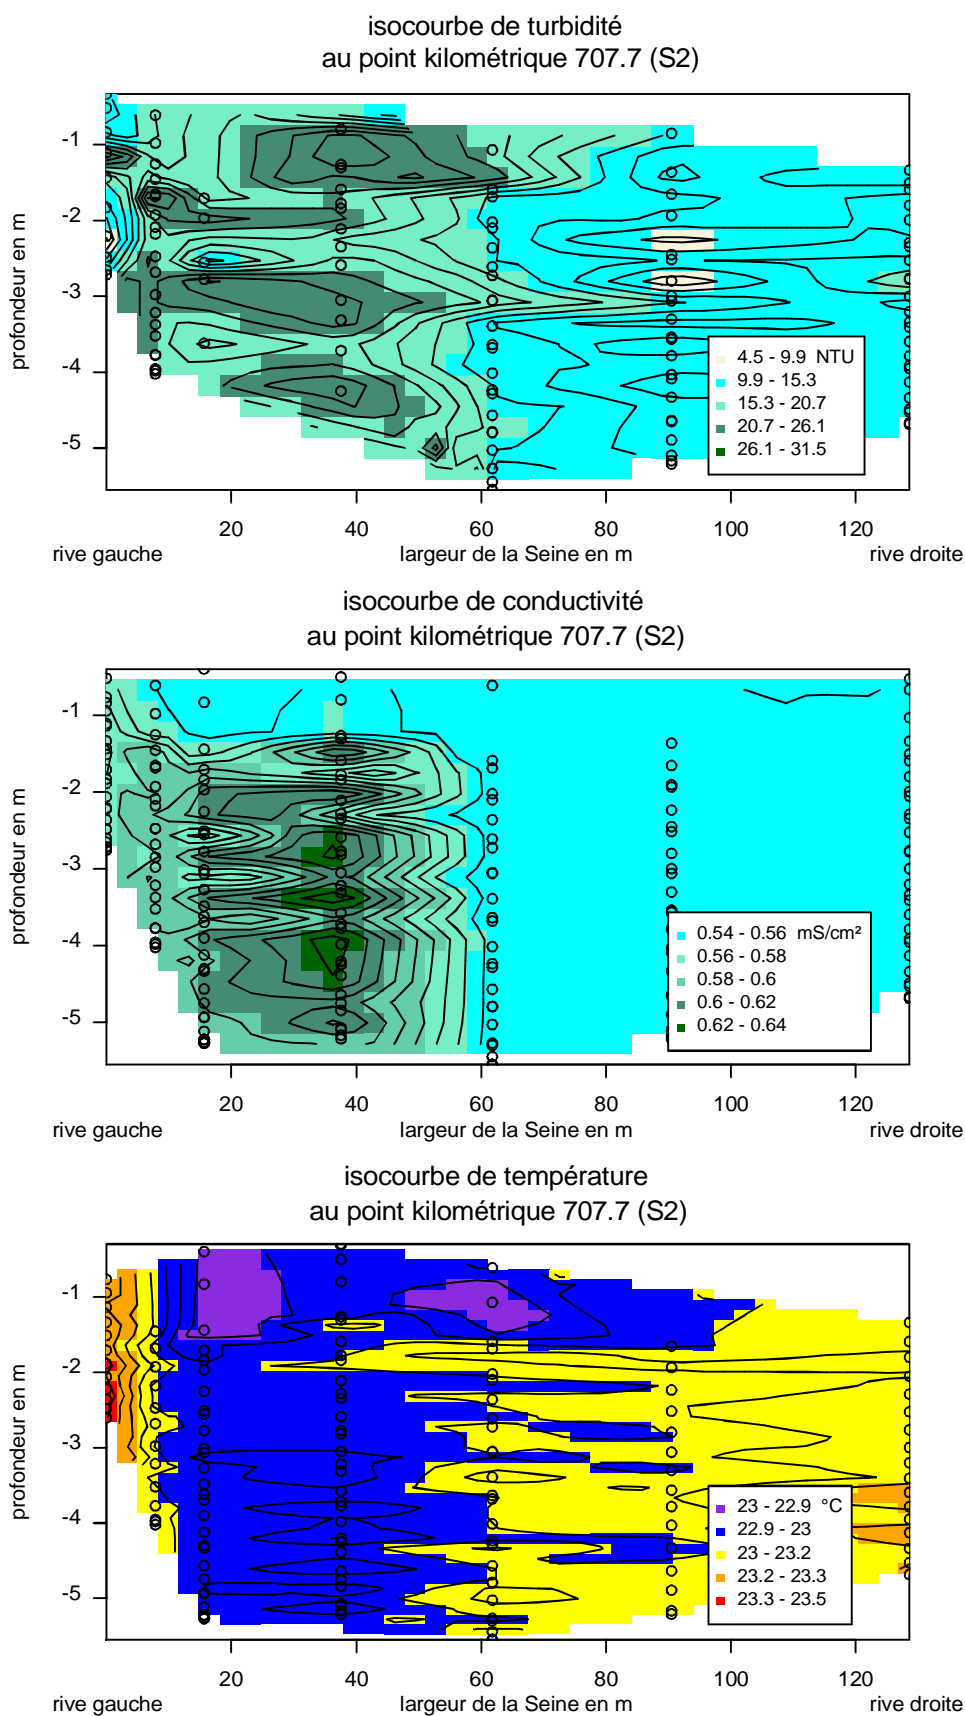 isocourbe de turbidité
au point kilométrique 707.7 (S2)
profondeur en m
-1
-2
-3
-4
-5
4.5 - 9.9 NTU
9.9 - 15.3
15.3 - 20.7
20.7 - 26.1
26.1 - 31.5
20 40 60 80 100 120
rive gauche largeur de la Seine en m rive droite
isocourbe de conductivité
au point kilométrique 707.7 (S2)
profondeur en m
-1
-2
-3
-4
-5
0.54 - 0.56 mS/cm²
0.56 - 0.58
0.58 - 0.6
0.6 - 0.62
0.62 - 0.64
20 40 60 80 100 120
rive gauche largeur de la Seine en m rive droite
isocourbe de température
au point kilométrique 707.7 (S2)
profondeur en m
-1
-2
-3
-4
-5
23 - 22.9 °C
22.9 - 23
23 - 23.2
23.2 - 23.3
23.3 - 23.5
20 40 60 80 100 120
rive gauche largeur de la Seine en m rive droite